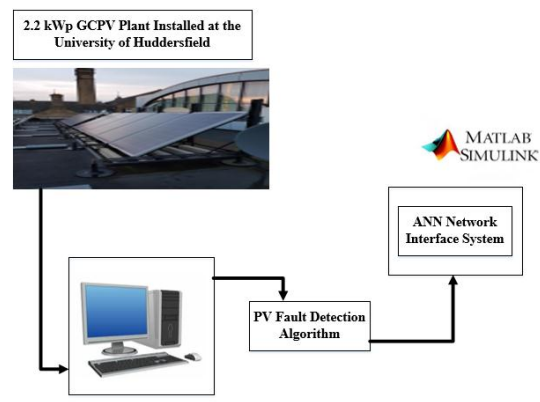 2.2 kWp GCPV Plant Installed at the
University of Huddersfield
MATLAB
SIMULINK
ANN Network
Interface System
PV Fault Detection
Algorithm